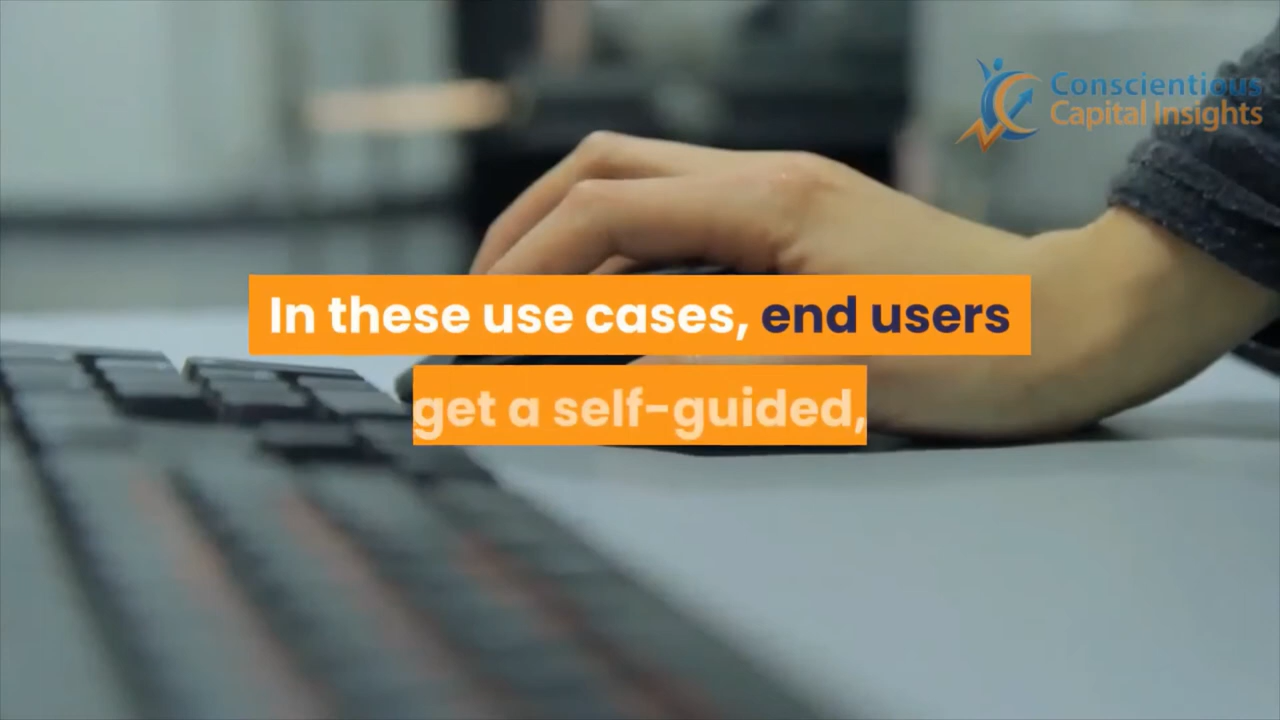 Conscientious
Capital Insights
In these use cases, end users
get a self-guided,